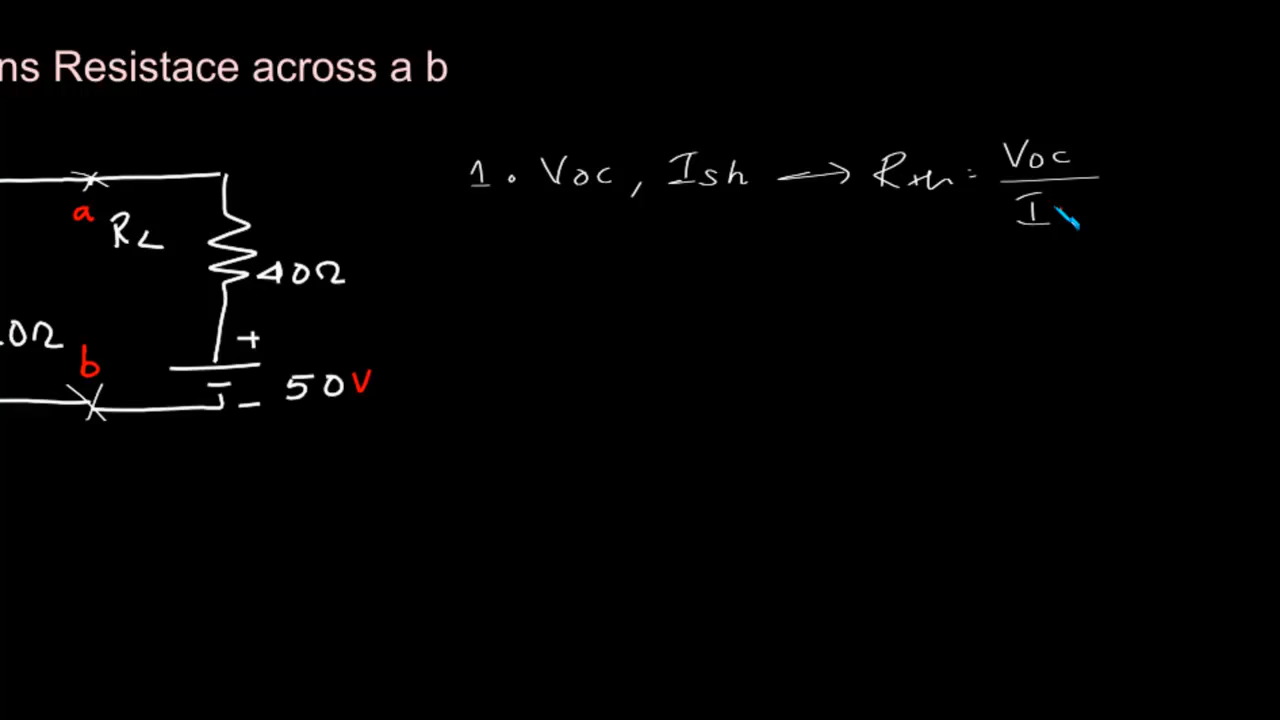 ns Resistace across a b
1. Voc, Ish → Rth = Voc / I
a
RL
40Ω
0Ω
+
b
50V
-